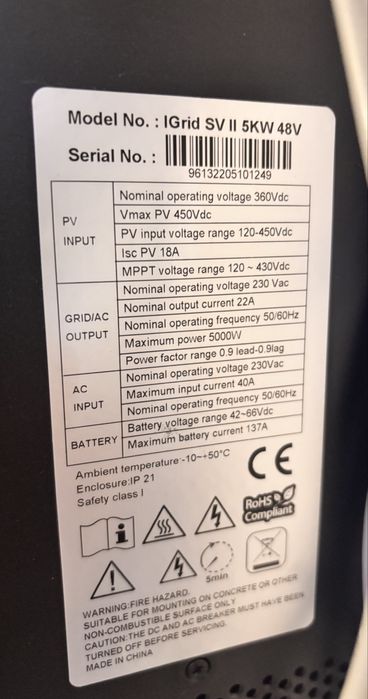 Model No. : IGrid SV II 5KW 48V
Serial No. :
96132205101249
PV INPUT
Nominal operating voltage 360Vdc
Vmax PV 450Vdc
PV input voltage range 120-450Vdc
Isc PV 18A
MPPT voltage range 120 ~ 430Vdc
GRID/AC OUTPUT
Nominal operating voltage 230 Vac
Nominal output current 22A
Nominal operating frequency 50/60Hz
Maximum power 5000W
Power factor range 0.9 lead-0.9lag
AC INPUT
Nominal operating voltage 230Vac
Maximum input current 40A
Nominal operating frequency 50/60Hz
BATTERY
Battery voltage range 42~66Vdc
Maximum battery current 137A
Ambient temperature -10~+50°C
Enclosure:IP 21
Safety class I
CE
RoHS
Compliant
5min
WARNING:FIRE HAZARD.
SUITABLE FOR MOUNTING ON CONCRETE OR OTHER
NON-COMBUSTIBLE SURFACE ONLY
CAUTION:THE DC AND AC BREAKER MUST HAVE BEEN
TURNED OFF BEFORE SERVICING.
MADE IN CHINA